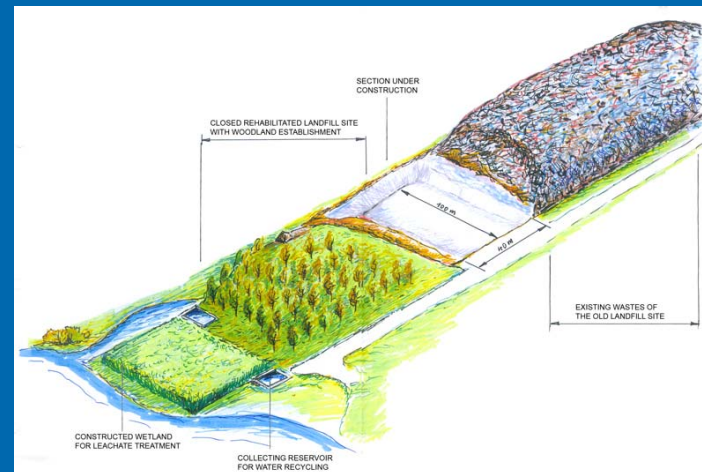 SECTION UNDER
CONSTRUCTION
CLOSED REHABILITATED LANDFILL SITE
WITH WOODLAND ESTABLISHMENT
100 m
40 m
EXISTING WASTES OF
THE OLD LANDFILL SITE
CONSTRUCTED WETLAND
FOR LEACHATE TREATMENT
COLLECTING RESERVOIR
FOR WATER RECYCLING